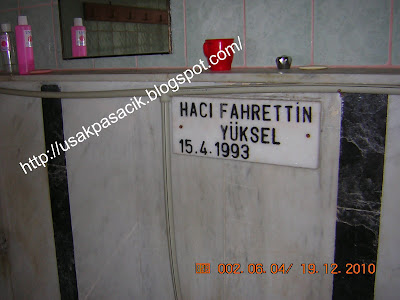 HACI FAHRETTİN
YÜKSEL
15.4.1993
http://usakpasacik.blogspot.com/
002.06.04/ 19.12.2010